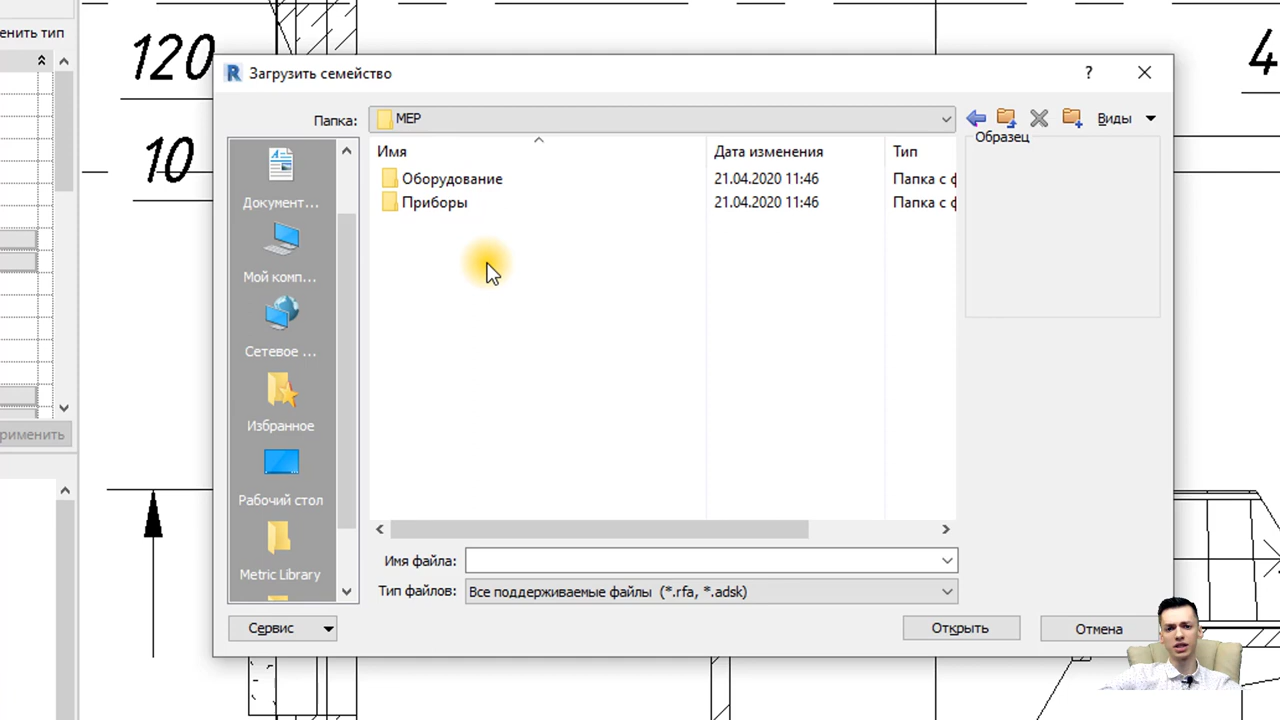 енить тип
120
10
4
Загрузить семейство
?
Папка:
MEP
Виды
Имя
Дата изменения
Тип
Образец
Оборудование
21.04.2020 11:46
Папка с ф
Приборы
21.04.2020 11:46
Папка с ф
Документ...
Мой комп...
Сетевое ...
Избранное
Рабочий стол
Metric Library
рименить
Имя файла:
Тип файлов:
Все поддерживаемые файлы (*.rfa, *.adsk)
Сервис
Открыть
Отмена